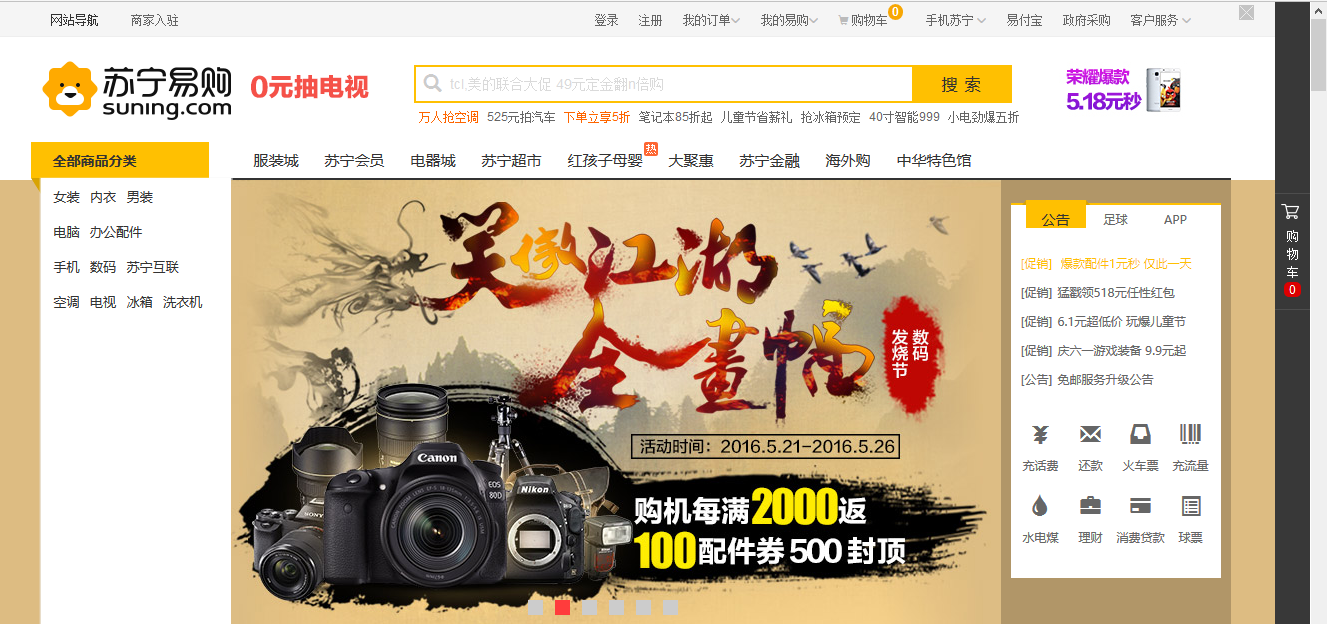 网站导航 商家入驻 登录 注册 我的订单 我的易购 购物车 0 手机苏宁 易付宝 政府采购 客户服务
苏宁易购
suning.com
0元抽电视
tcl,美的联合大促 49元定金翻n倍购
搜 索
荣耀爆款
5.18元秒
万人抢空调 525元拍汽车 下单立享5折 笔记本85折起 儿童节省薪礼 抢冰箱预定 40寸智能999 小电劲爆五折
全部商品分类
服装城 苏宁会员 电器城 苏宁超市 红孩子母婴 热 大聚惠 苏宁金融 海外购 中华特色馆
女装 内衣 男装
电脑 办公配件
手机 数码 苏宁互联
空调 电视 冰箱 洗衣机
笑傲江湖
全畫幅
数码
发烧节
活动时间：2016.5.21-2016.5.26
购机每满2000返
100配件券 500 封顶
Canon
EOS
80D
Nikon
SONY
公告 足球 APP
[促销] 爆款配件1元秒 仅此一天
[促销] 猛戳领518元任性红包
[促销] 6.1元超低价 玩爆儿童节
[促销] 庆六一游戏装备 9.9元起
[公告] 免邮服务升级公告
充话费 还款 火车票 充流量
水电煤 理财 消费贷款 球票
购
物
车
0